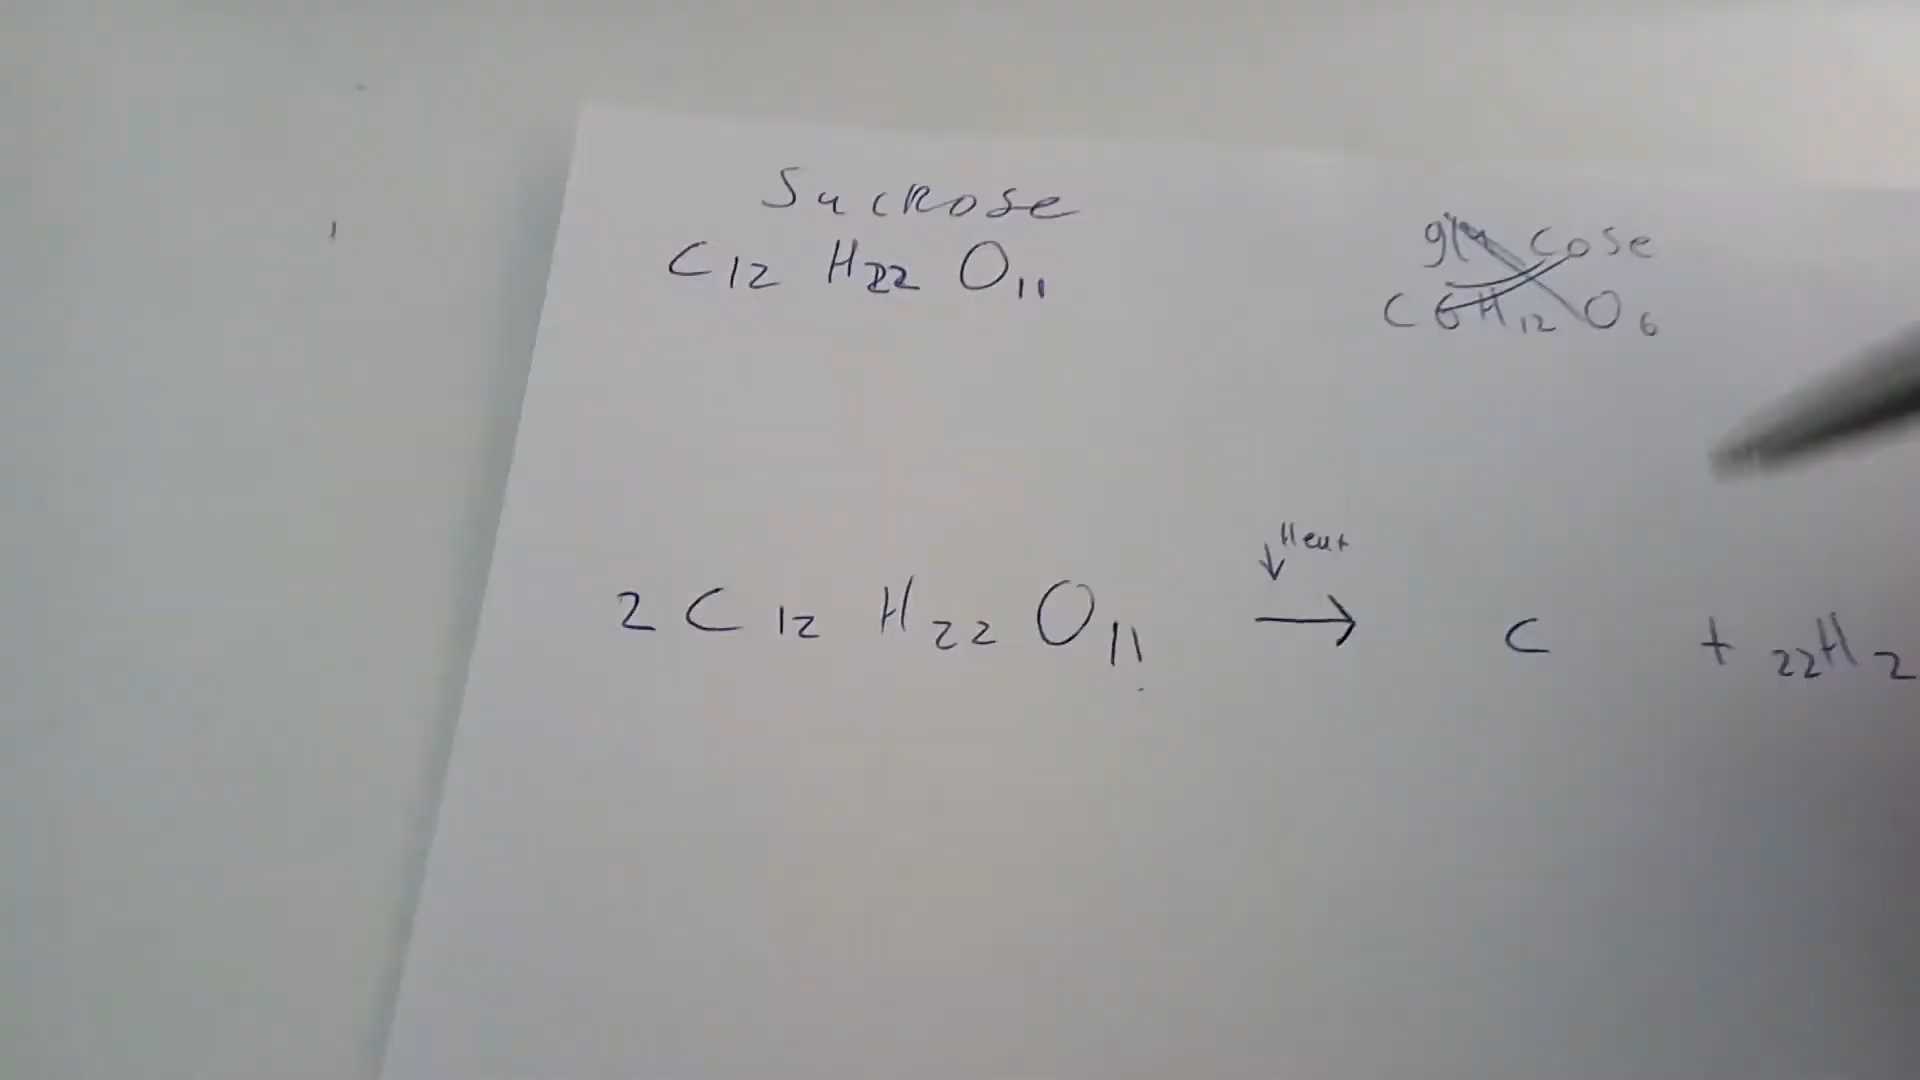 Sucrose
glucose
C12 H22 O11
C6H12O6
Heat
2 C12 H22 O11 → C + 22H2